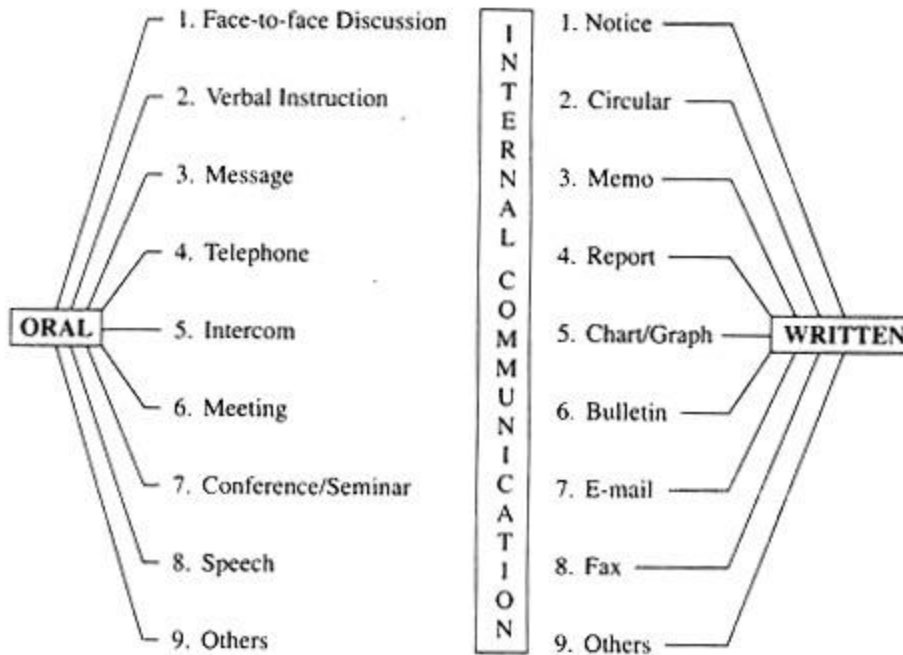 1. Face-to-face Discussion
2. Verbal Instruction
3. Message
4. Telephone
ORAL
5. Intercom
6. Meeting
7. Conference/Seminar
8. Speech
9. Others
INTERNAL COMMUNICATION
1. Notice
2. Circular
3. Memo
4. Report
5. Chart/Graph
WRITTEN
6. Bulletin
7. E-mail
8. Fax
9. Others